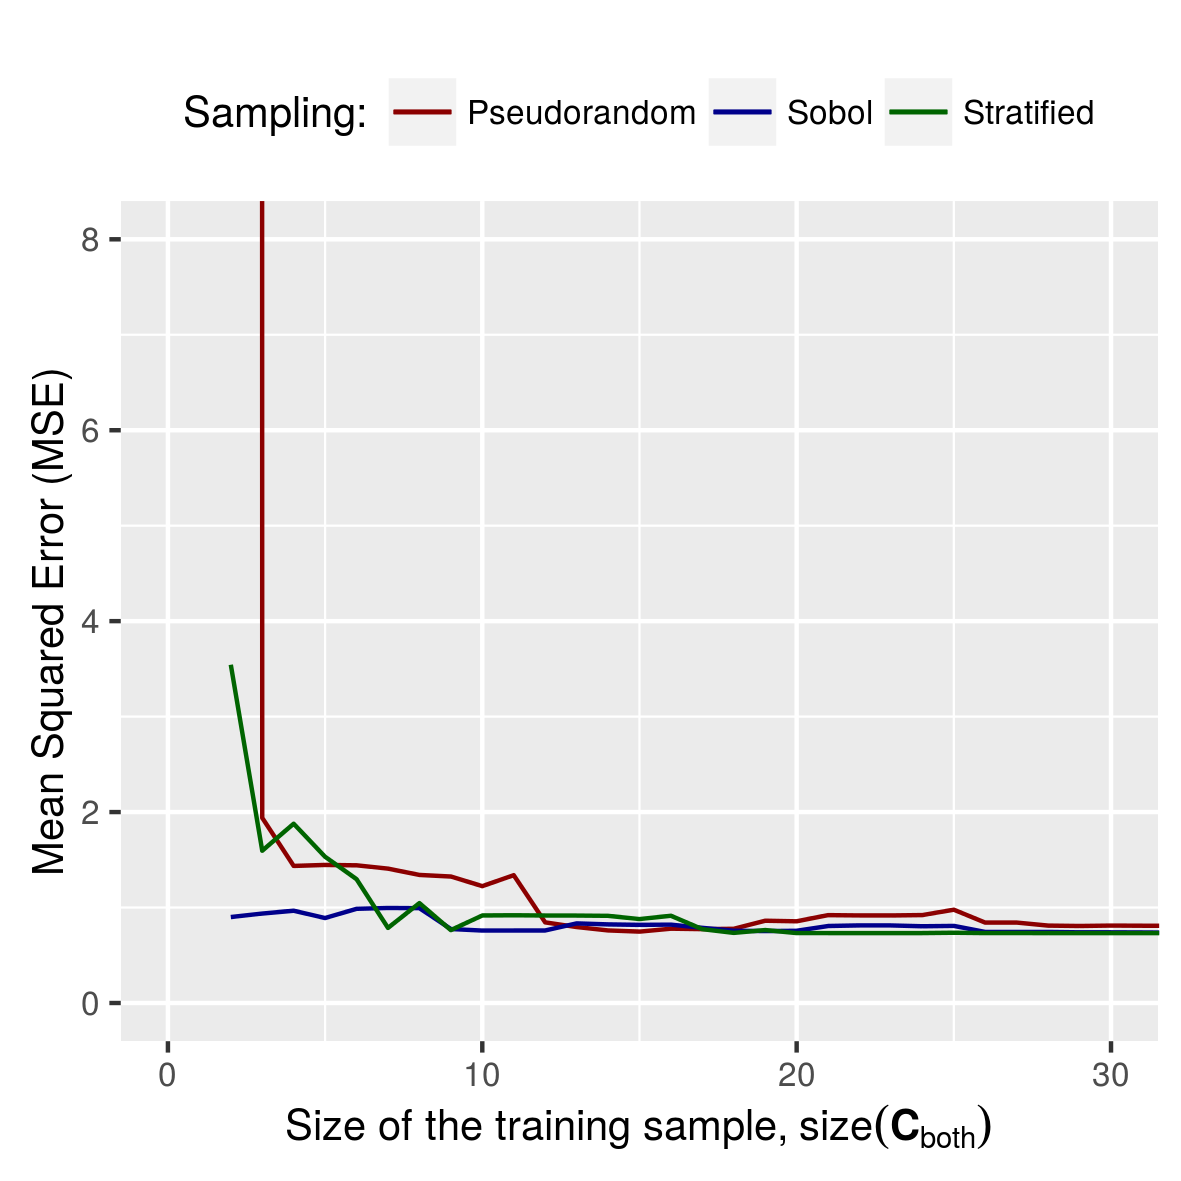 Sampling: Pseudorandom Sobol Stratified
Mean Squared Error (MSE)
8
6
4
2
0
0 10 20 30
Size of the training sample, size(C_both)